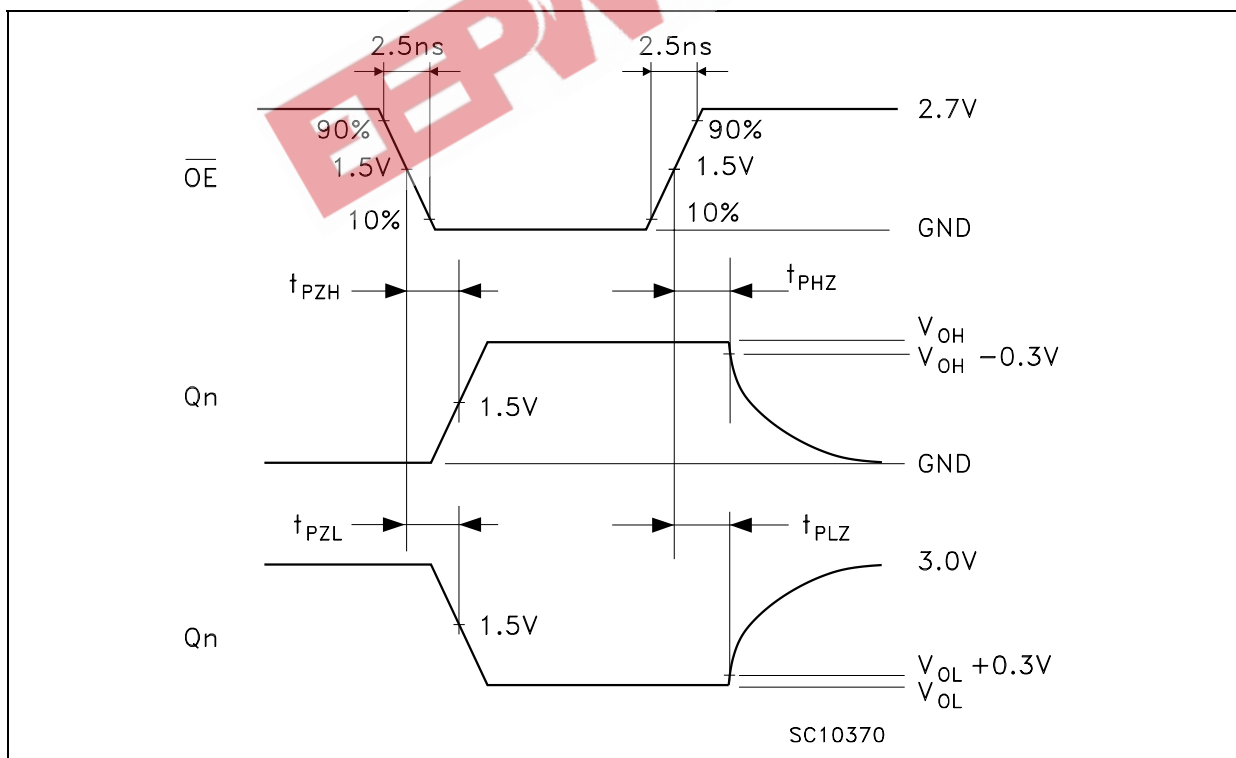 2.5ns 2.5ns
2.7V
90% 90%
OE 1.5V 1.5V
10% 10%
GND
tPZH tPHZ
VOH
VOH −0.3V
Qn 1.5V
GND
tPZL tPLZ
3.0V
Qn 1.5V
VOL +0.3V
VOL
SC10370